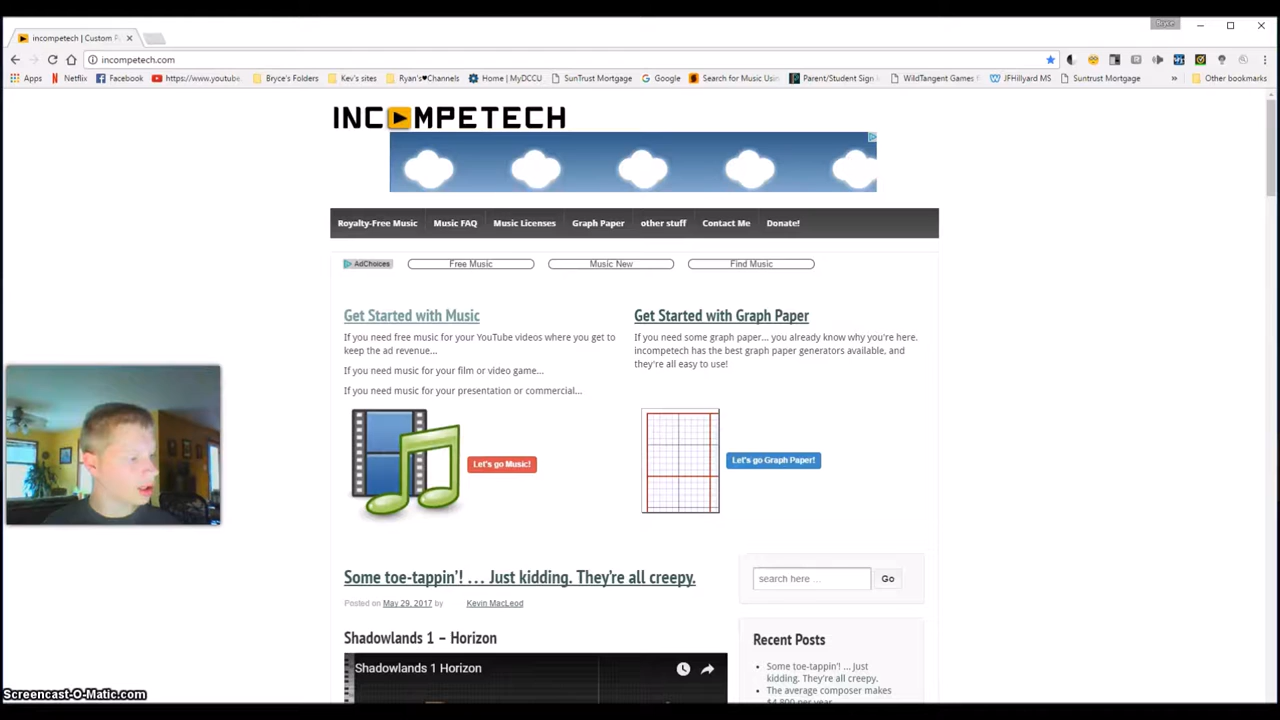 Bryce
incompetech | Custom P
incompetech.com
Apps Netflix Facebook https://www.youtube. Bryce's Folders Kev's sites Ryan's♥Channels Home | MyDCCU SunTrust Mortgage Google Search for Music Usin Parent/Student Sign WildTangent Games JFHillyard MS Suntrust Mortgage » Other bookmarks
INCOMPETECH
Royalty-Free Music Music FAQ Music Licenses Graph Paper other stuff Contact Me Donate!
AdChoices Free Music Music New Find Music
Get Started with Music
If you need free music for your YouTube videos where you get to
keep the ad revenue...
If you need music for your film or video game...
If you need music for your presentation or commercial...
Let's go Music!
Get Started with Graph Paper
If you need some graph paper... you already know why you're here.
incompetech has the best graph paper generators available, and
they're all easy to use!
Let's go Graph Paper!
Some toe-tappin'! . . . Just kidding. They're all creepy.
Posted on May 29, 2017 by Kevin MacLeod
Shadowlands 1 – Horizon
Shadowlands 1 Horizon
search here ... Go
Recent Posts
Some toe-tappin'! ... Just
kidding. They're all creepy.
The average composer makes
$4,800 per year
Screencast-O-Matic.com